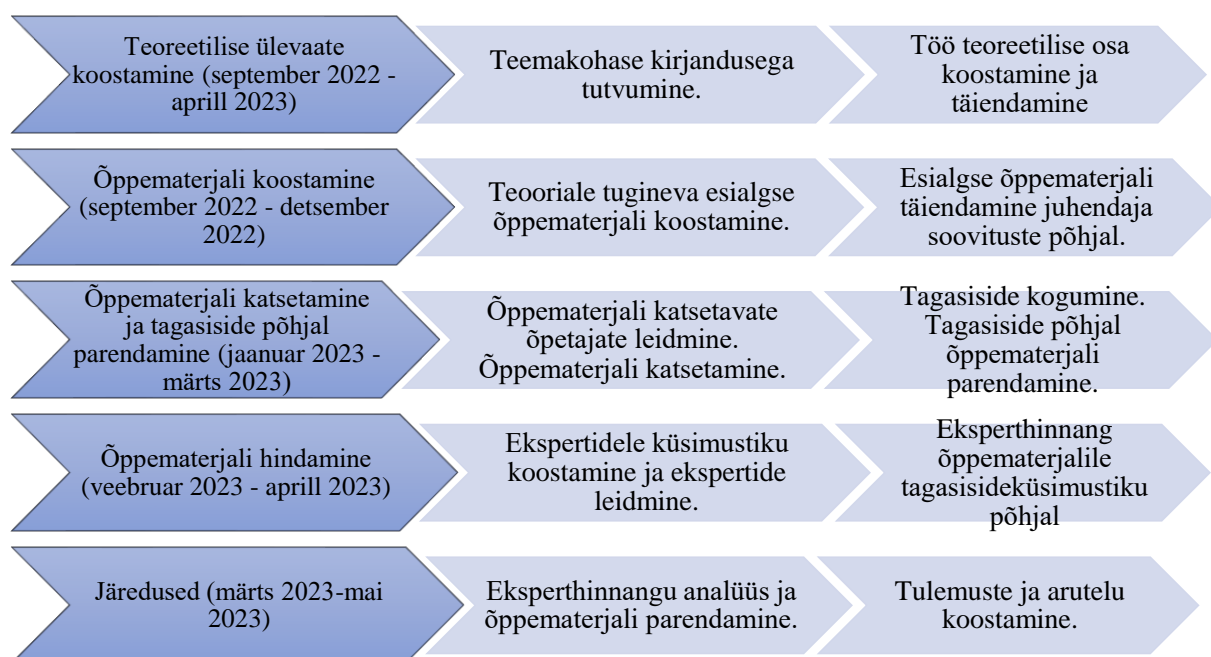 Teoreetilise ülevaate
koostamine (september 2022 -
aprill 2023)
Teemakohase kirjandusega
tutvumine.
Töö teoreetilise osa
koostamine ja
täiendamine
Õppematerjali koostamine
(september 2022 - detsember
2022)
Teooriale tugineva esialgse
õppematerjali koostamine.
Esialgse õppematerjali
täiendamine juhendaja
soovituste põhjal.
Õppematerjali katsetamine
ja tagasiside põhjal
parendamine (jaanuar 2023 -
märts 2023)
Õppematerjali katsetavate
õpetajate leidmine.
Õppematerjali katsetamine.
Tagasiside kogumine.
Tagasiside põhjal
õppematerjali
parendamine.
Õppematerjali hindamine
(veebruar 2023 - aprill 2023)
Ekspertidele küsimustiku
koostamine ja ekspertide
leidmine.
Eksperthinnang
õppematerjalile
tagasisideküsimustiku
põhjal
Järedused (märts 2023-mai
2023)
Eksperthinnangu analüüs ja
õppematerjali parendamine.
Tulemuste ja arutelu
koostamine.